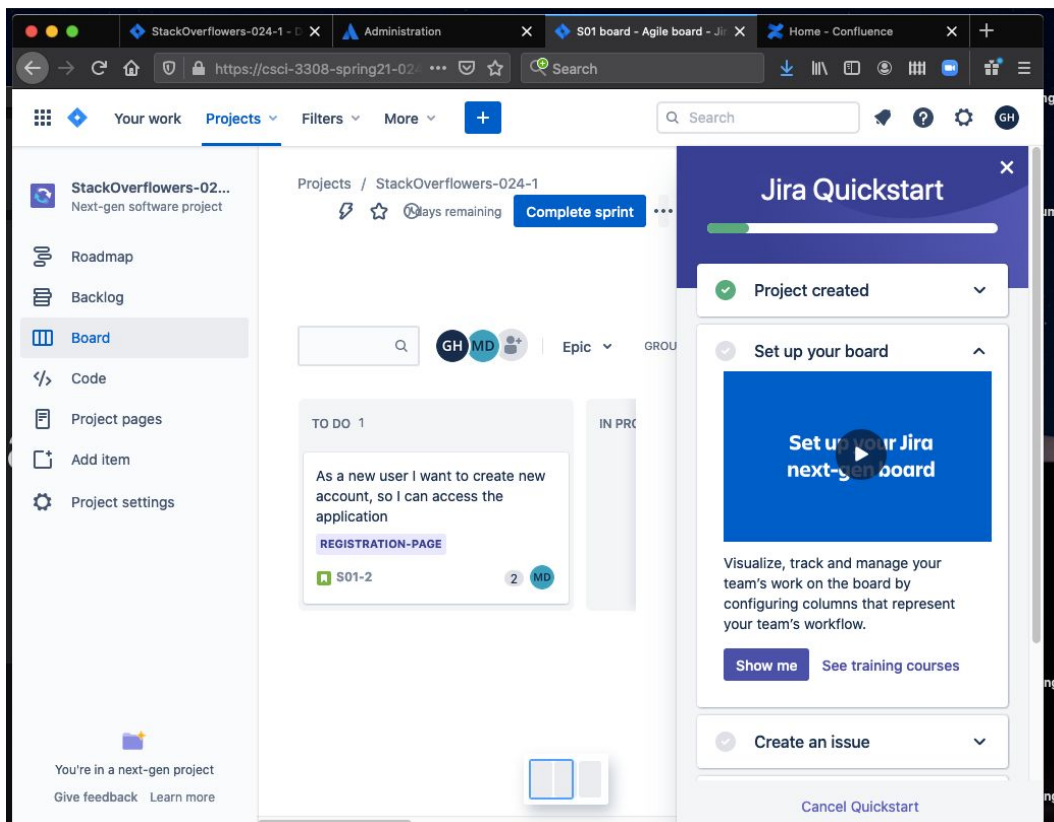 StackOverflowers-024-1 - D
Administration
S01 board - Agile board - Jir
Home - Confluence
https://csci-3308-spring21-02
Search
Your work
Projects
Filters
More
+
Search
GH
StackOverflowers-02...
Next-gen software project
Roadmap
Backlog
Board
Code
Project pages
Add item
Project settings
You're in a next-gen project
Give feedback Learn more
Projects / StackOverflowers-024-1
days remaining
Complete sprint
GH MD
Epic
GROU
TO DO 1
IN PRO
As a new user I want to create new
account, so I can access the
application
REGISTRATION-PAGE
S01-2
2
MD
Jira Quickstart
Project created
Set up your board
Set up your Jira
next-gen board
Visualize, track and manage your
team's work on the board by
configuring columns that represent
your team's workflow.
Show me
See training courses
Create an issue
Cancel Quickstart